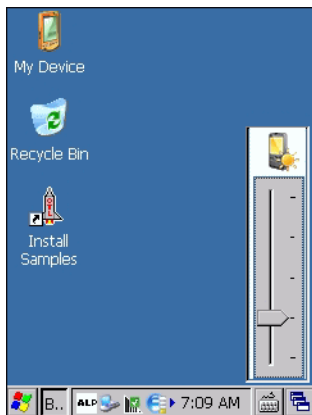 My Device
Recycle Bin
Install
Samples
B..
ALP
7:09 AM